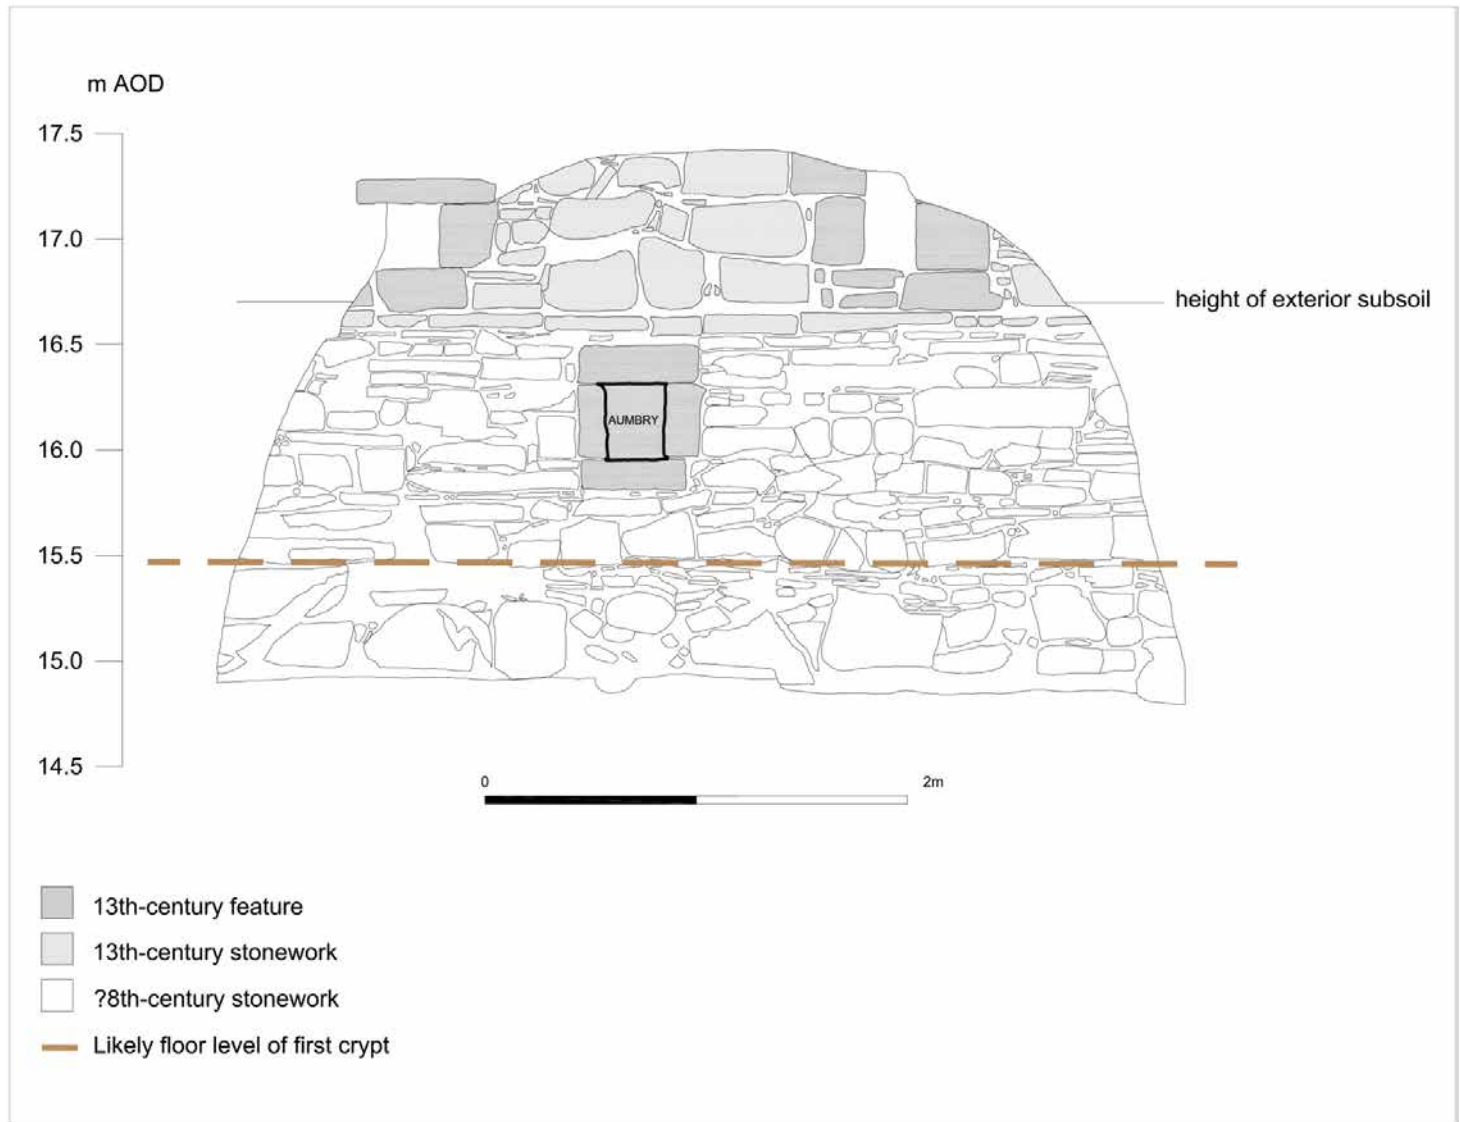 m AOD
17.5
17.0
height of exterior subsoil
16.5
AUMBRY
16.0
15.5
15.0
14.5
0 2m
13th-century feature
13th-century stonework
?8th-century stonework
Likely floor level of first crypt